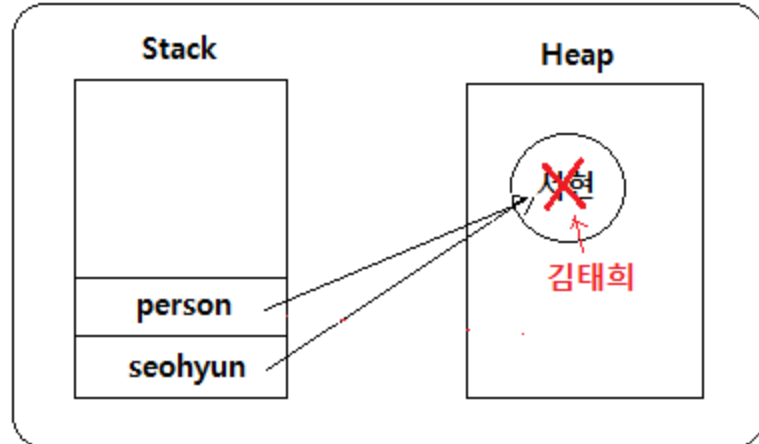 Stack
Heap
서현
김태희
person
seohyun